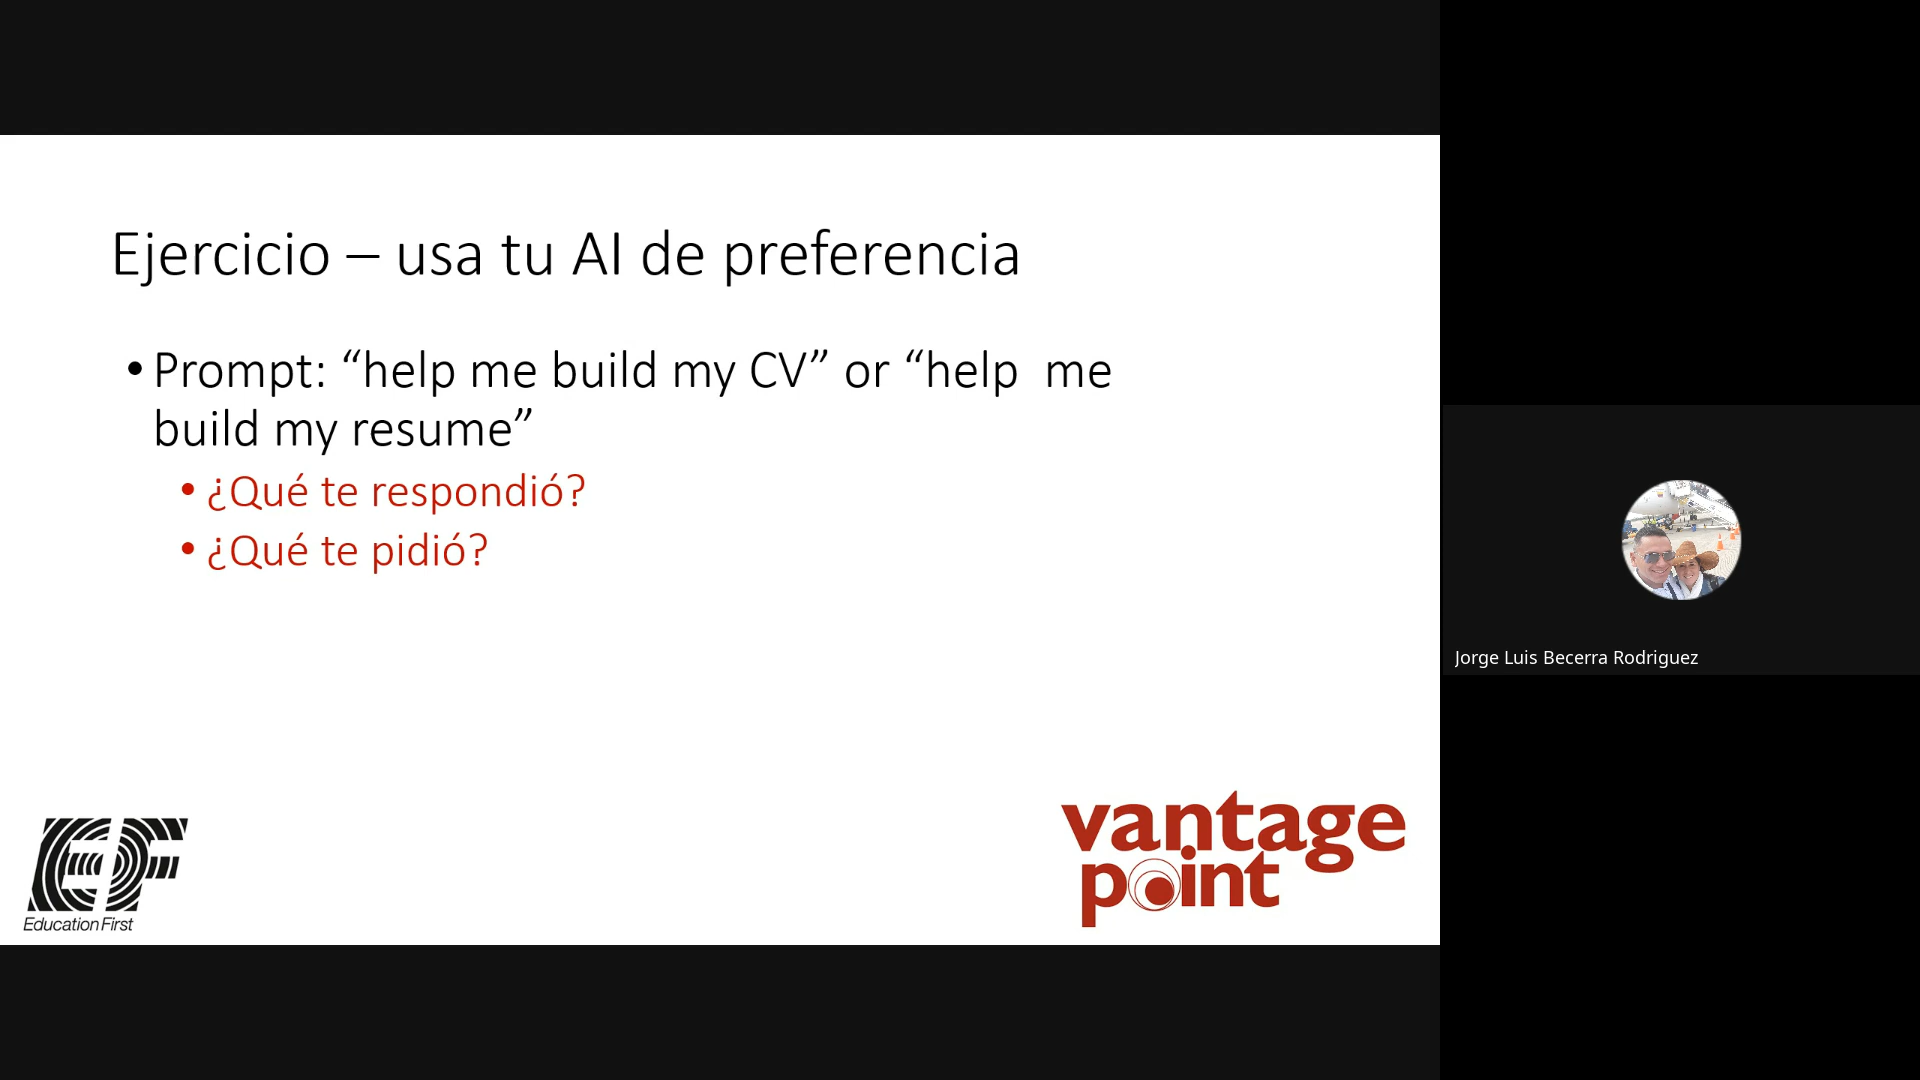 Ejercicio – usa tu AI de preferencia
• Prompt: “help me build my CV” or “help  me
build my resume”
• ¿Qué te respondió?
• ¿Qué te pidió?
EF
Education First
vantage
point
Jorge Luis Becerra Rodriguez